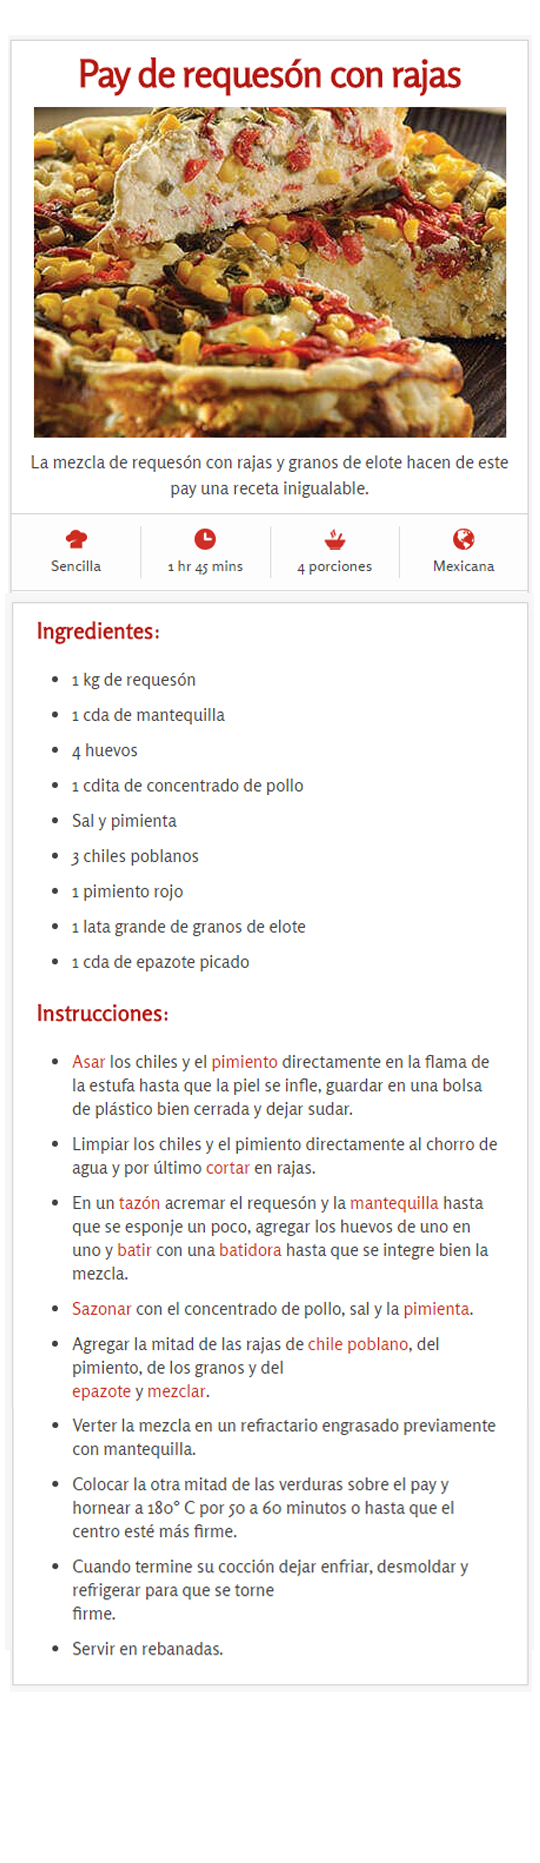 Pay de requesón con rajas
La mezcla de requesón con rajas y granos de elote hacen de este
pay una receta inigualable.
Sencilla
1 hr 45 mins
4 porciones
Mexicana
Ingredientes:
• 1 kg de requesón
• 1 cda de mantequilla
• 4 huevos
• 1 cdita de concentrado de pollo
• Sal y pimienta
• 3 chiles poblanos
• 1 pimiento rojo
• 1 lata grande de granos de elote
• 1 cda de epazote picado
Instrucciones:
• Asar los chiles y el pimiento directamente en la flama de
la estufa hasta que la piel se infle, guardar en una bolsa
de plástico bien cerrada y dejar sudar.
• Limpiar los chiles y el pimiento directamente al chorro de
agua y por último cortar en rajas.
• En un tazón acremar el requesón y la mantequilla hasta
que se esponje un poco, agregar los huevos de uno en
uno y batir con una batidora hasta que se integre bien la
mezcla.
• Sazonar con el concentrado de pollo, sal y la pimienta.
• Agregar la mitad de las rajas de chile poblano, del
pimiento, de los granos y del
epazote y mezclar.
• Verter la mezcla en un refractario engrasado previamente
con mantequilla.
• Colocar la otra mitad de las verduras sobre el pay y
hornear a 180° C por 50 a 60 minutos o hasta que el
centro esté más firme.
• Cuando termine su cocción dejar enfriar, desmoldar y
refrigerar para que se torne
firme.
• Servir en rebanadas.